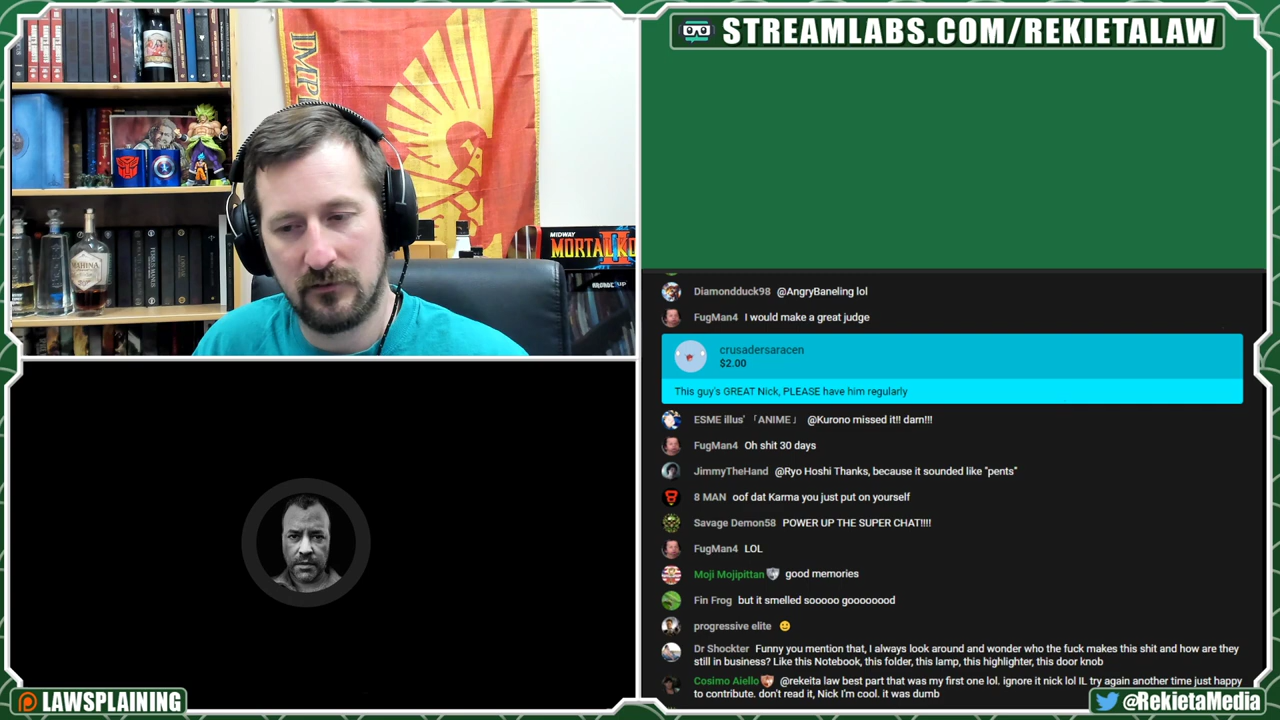 STREAMLABS.COM/REKIETALAW
MIDWAY
MORTAL KO
II
ARCADE1UP
MAHINA
Diamondduck98 @AngryBaneling lol
FugMan4 I would make a great judge
crusadersaracen
$2.00
This guy's GREAT Nick, PLEASE have him regularly
ESME illus' 「ANIME」 @Kurono missed it!! darn!!!
FugMan4 Oh shit 30 days
JimmyTheHand @Ryo Hoshi Thanks, because it sounded like "pents"
8 MAN oof dat Karma you just put on yourself
Savage Demon58 POWER UP THE SUPER CHAT!!!!
FugMan4 LOL
Moji Mojipittan good memories
Fin Frog but it smelled sooooo goooooood
progressive elite 😊
Dr Shockter Funny you mention that, I always look around and wonder who the fuck makes this shit and how are they
still in business? Like this Notebook, this folder, this lamp, this highlighter, this door knob
Cosimo Aiello @rekeita law best part that was my first one lol. ignore it nick lol IL try again another time just happy
to contribute. don't read it, Nick I'm cool. it was dumb
LAWSPLAINING
@RekietaMedia